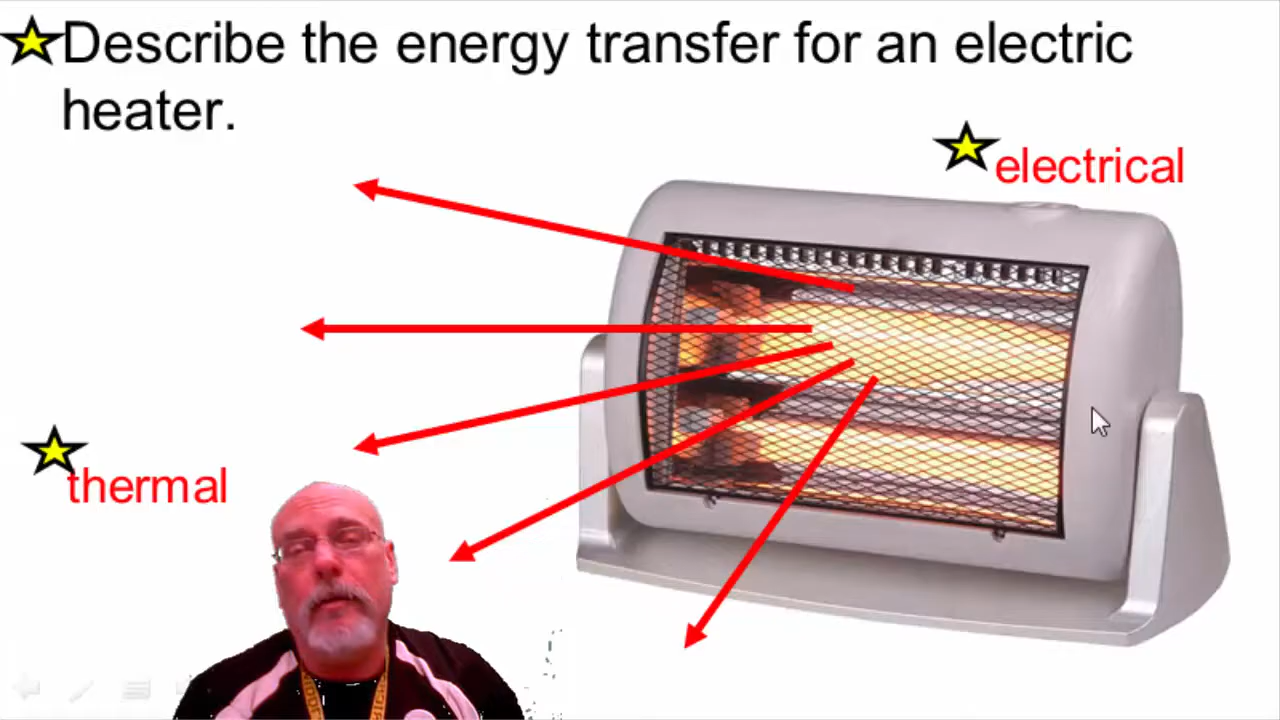 Describe the energy transfer for an electric
heater.
electrical
thermal